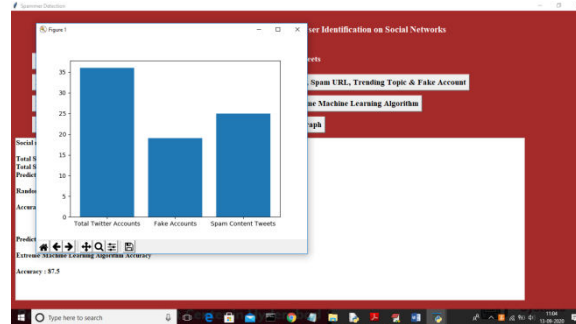 Spammer Detection
Figure 1
ser Identification on Social Networks
eets
Spam URL, Trending Topic & Fake Account
me Machine Learning Algorithm
raph
35
30
25
20
15
10
5
0
Total Twitter Accounts Fake Accounts Spam Content Tweets
Social
Total S
Total S
Predict
Rando
Accura
Predict
Extreme Machine Learning Algorithm Accuracy
Accuracy : 87.5
Type here to search
11:04
13-08-2020